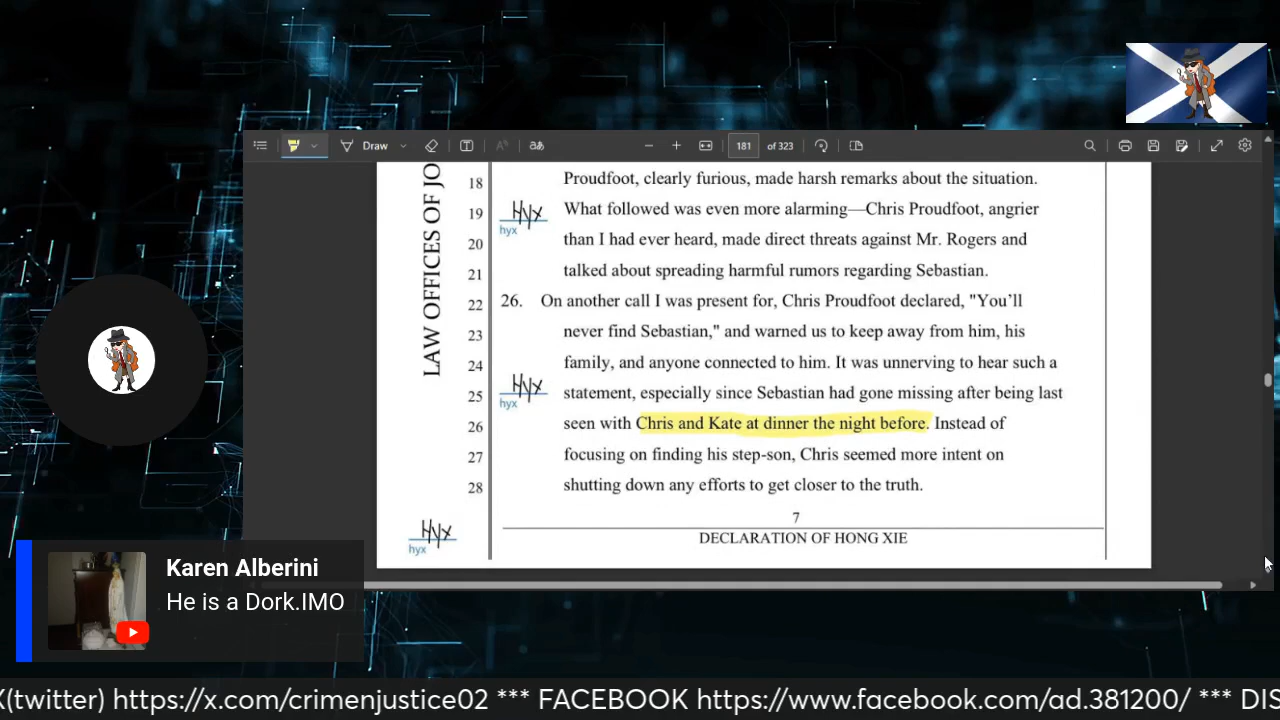 Draw
181
of 323
LAW OFFICES OF JO
18 Proudfoot, clearly furious, made harsh remarks about the situation.
19 What followed was even more alarming—Chris Proudfoot, angrier
hyx
20 than I had ever heard, made direct threats against Mr. Rogers and
21 talked about spreading harmful rumors regarding Sebastian.
22 26. On another call I was present for, Chris Proudfoot declared, "You’ll
23 never find Sebastian," and warned us to keep away from him, his
24 family, and anyone connected to him. It was unnerving to hear such a
25 statement, especially since Sebastian had gone missing after being last
hyx
26 seen with Chris and Kate at dinner the night before. Instead of
27 focusing on finding his step-son, Chris seemed more intent on
28 shutting down any efforts to get closer to the truth.
7
HYX
hyx
DECLARATION OF HONG XIE
Karen Alberini
He is a Dork.IMO
X(twitter) https://x.com/crimenjustice02 *** FACEBOOK https://www.facebook.com/ad.381200/ *** DIS